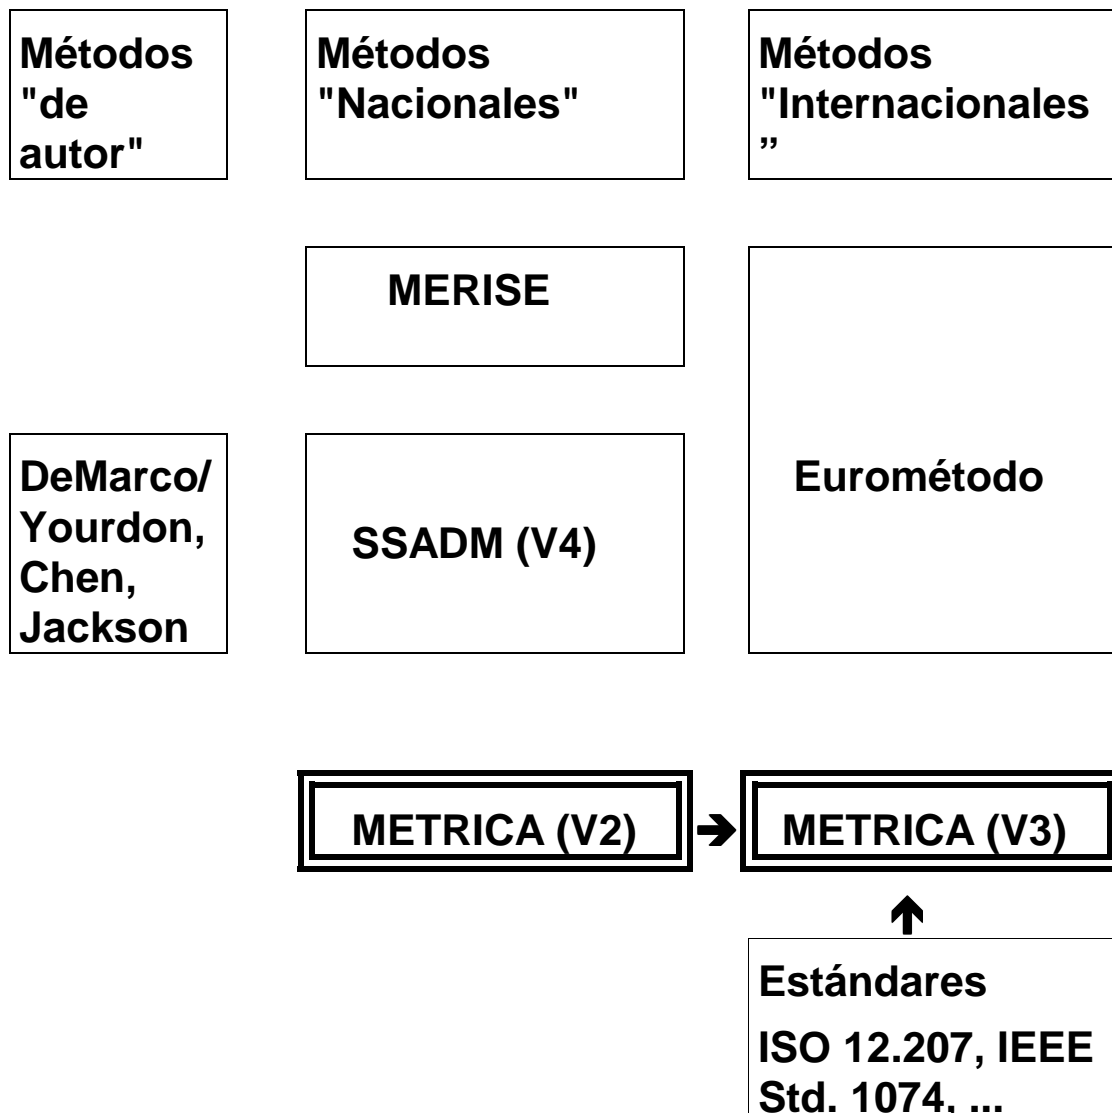 Métodos
"de
autor"
Métodos
"Nacionales"
Métodos
"Internacionales
”
MERISE
DeMarco/
Yourdon,
Chen,
Jackson
SSADM (V4)
Eurométodo
METRICA (V2)
METRICA (V3)
Estándares
ISO 12.207, IEEE
Std. 1074, ...